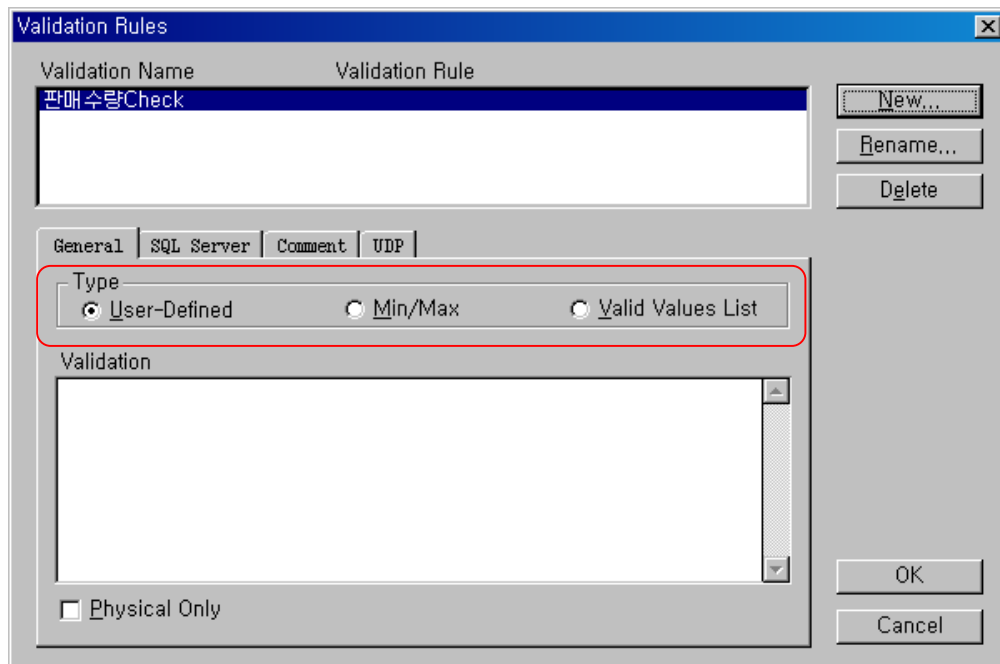 Validation Rules
Validation Name Validation Rule
판매수량Check
New...
Rename...
Delete
General SQL Server Comment UDP
Type
User-Defined Min/Max Valid Values List
Validation
Physical Only
OK
Cancel